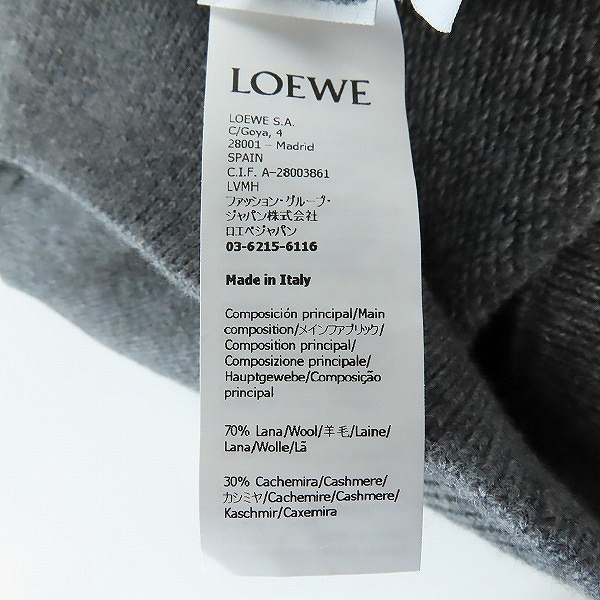 LOEWE
LOEWE S.A.
C/Goya, 4
28001 – Madrid
SPAIN
C.I.F. A-28003861
LVMH
ファッション・グループ・
ジャパン株式会社
ロエベジャパン
03-6215-6116
Made in Italy
Composición principal/Main
composition/メインファブリック/
Composition principal/
Composizione principale/
Hauptgewebe/Composição
principal
70% Lana/Wool/羊毛/Laine/
Lana/Wolle/Lã
30% Cachemira/Cashmere/
カシミヤ/Cachemire/Cashmere/
Kaschmir/Caxemira